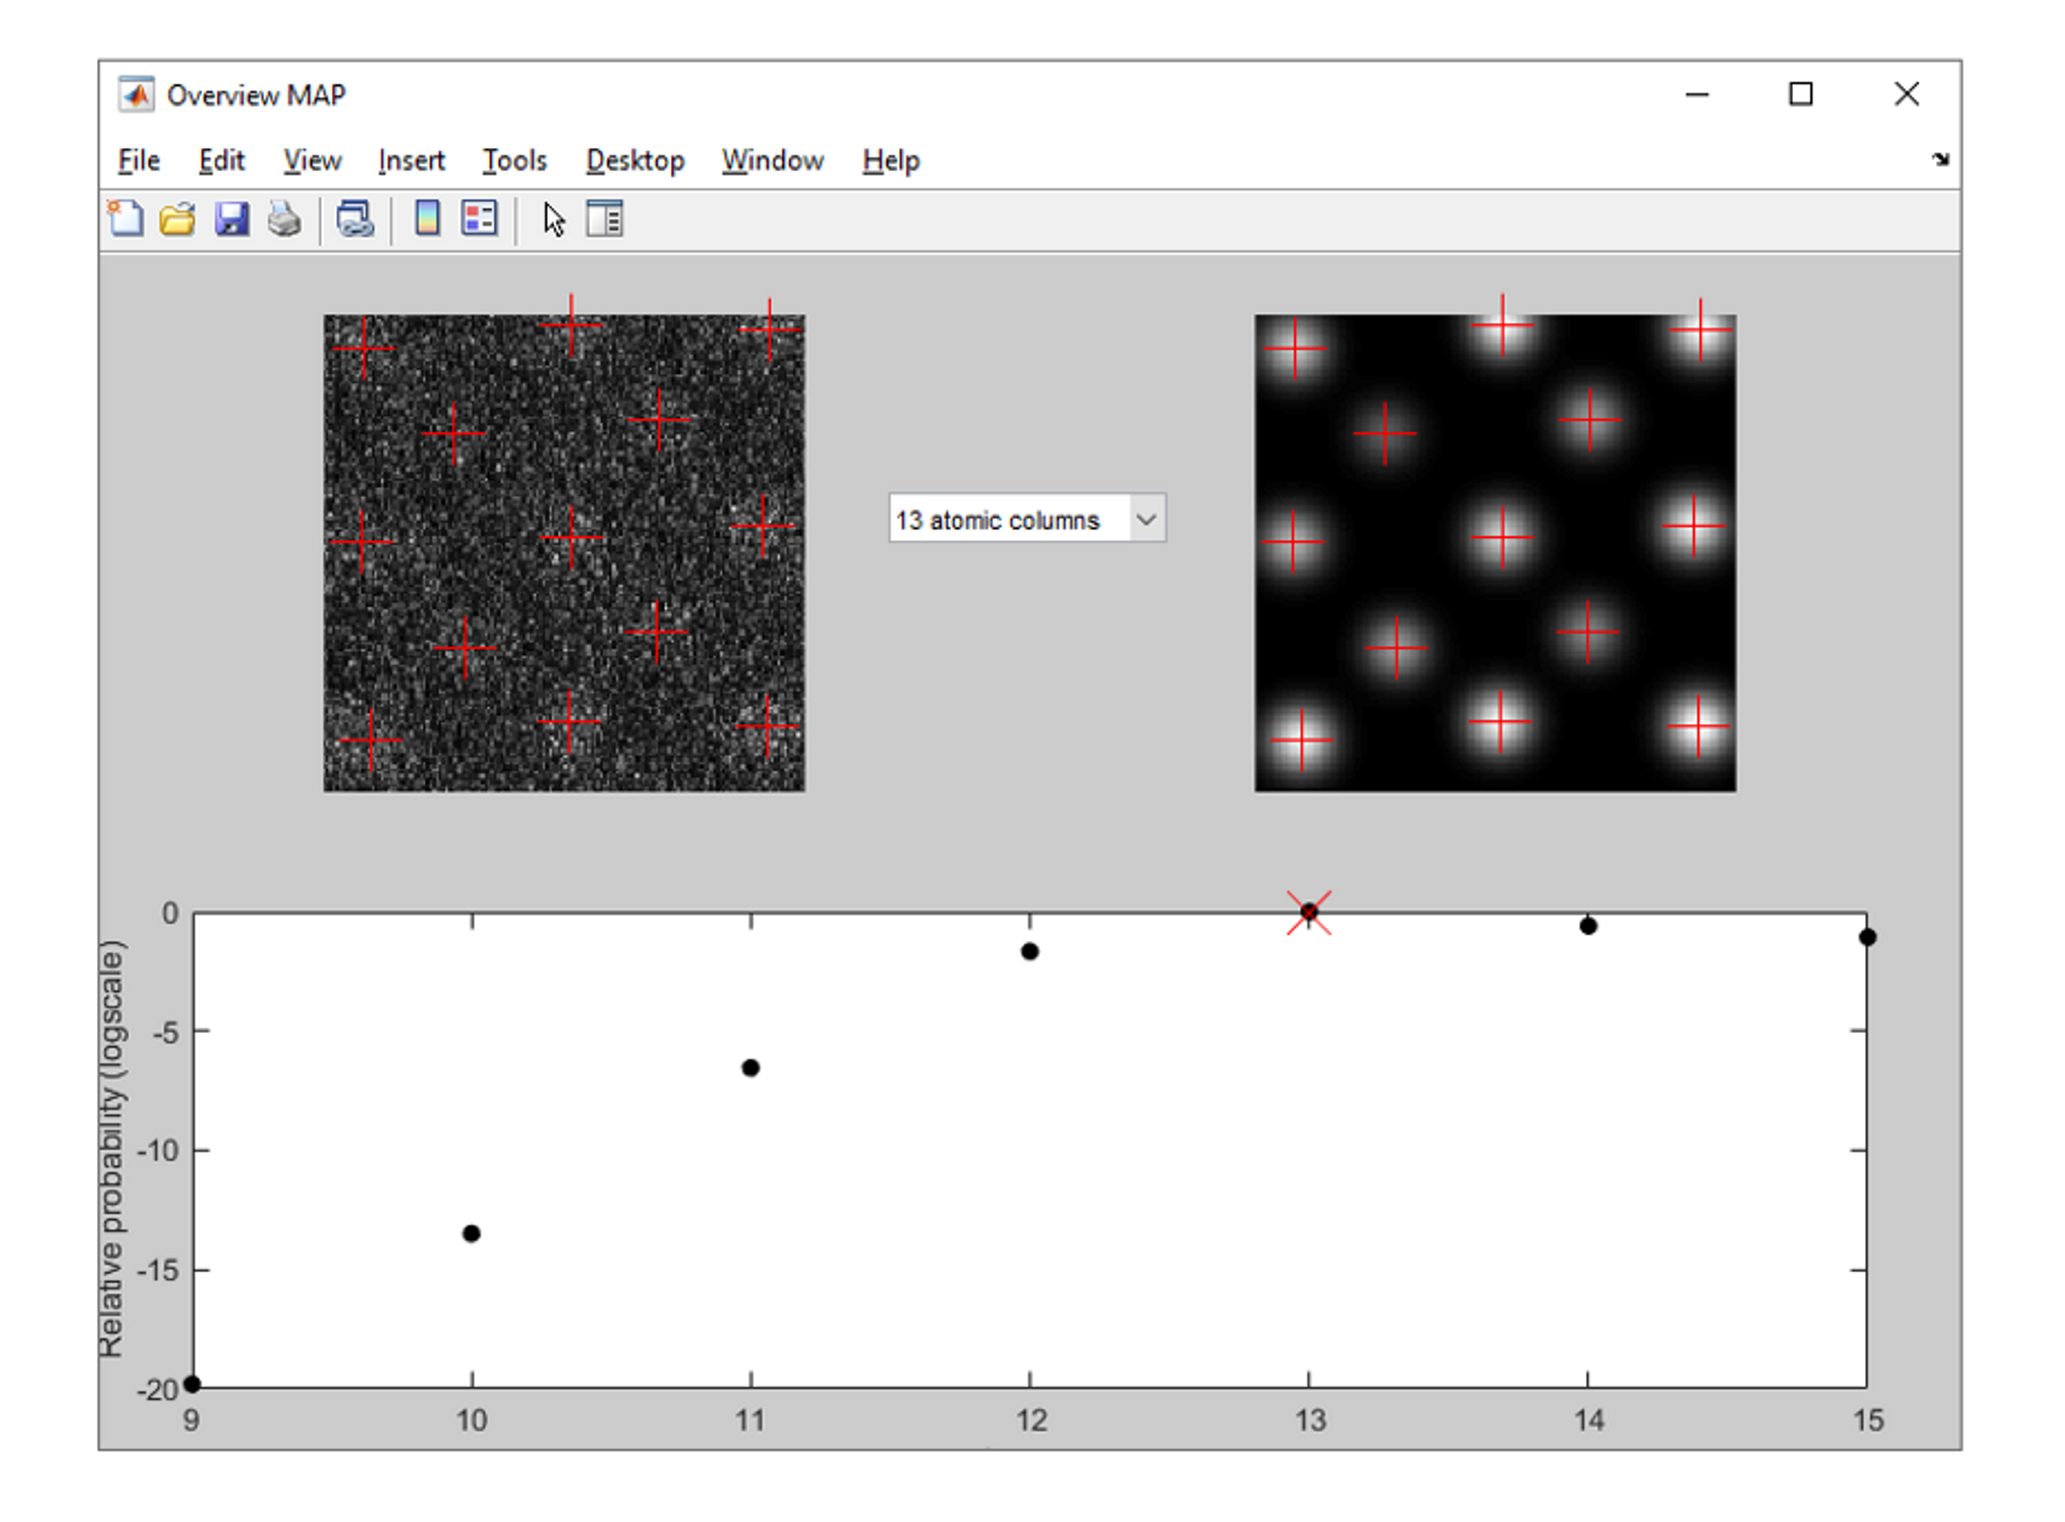 Overview MAP
File Edit View Insert Tools Desktop Window Help
13 atomic columns
Relative probability (logscale)
0
-5
-10
-15
-20
9 10 11 12 13 14 15